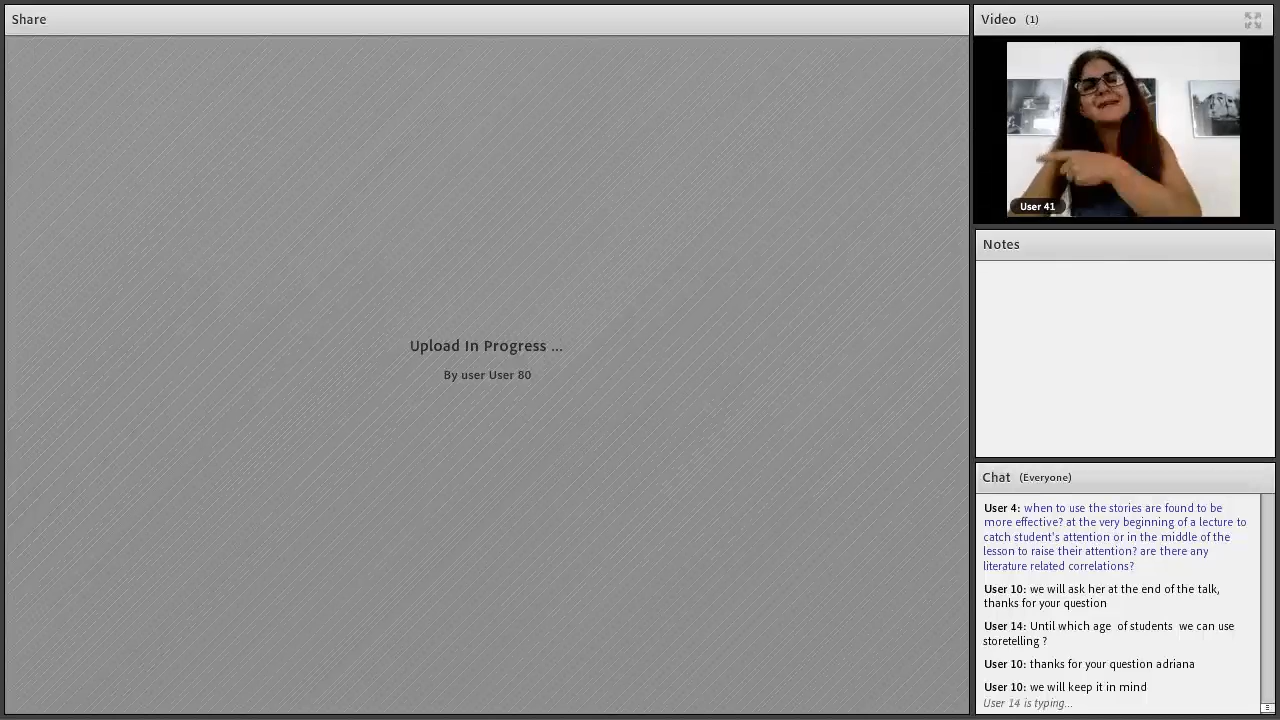 Share
Upload In Progress ...
By user User 80
Video (1)
User 41
Notes
Chat (Everyone)
User 4: when to use the stories are found to be
more effective? at the very beginning of a lecture to
catch student's attention or in the middle of the
lesson to raise their attention? are there any
literature related correlations?
User 10: we will ask her at the end of the talk,
thanks for your question
User 14: Until which age of students we can use
storetelling ?
User 10: thanks for your question adriana
User 10: we will keep it in mind
User 14 is typing...